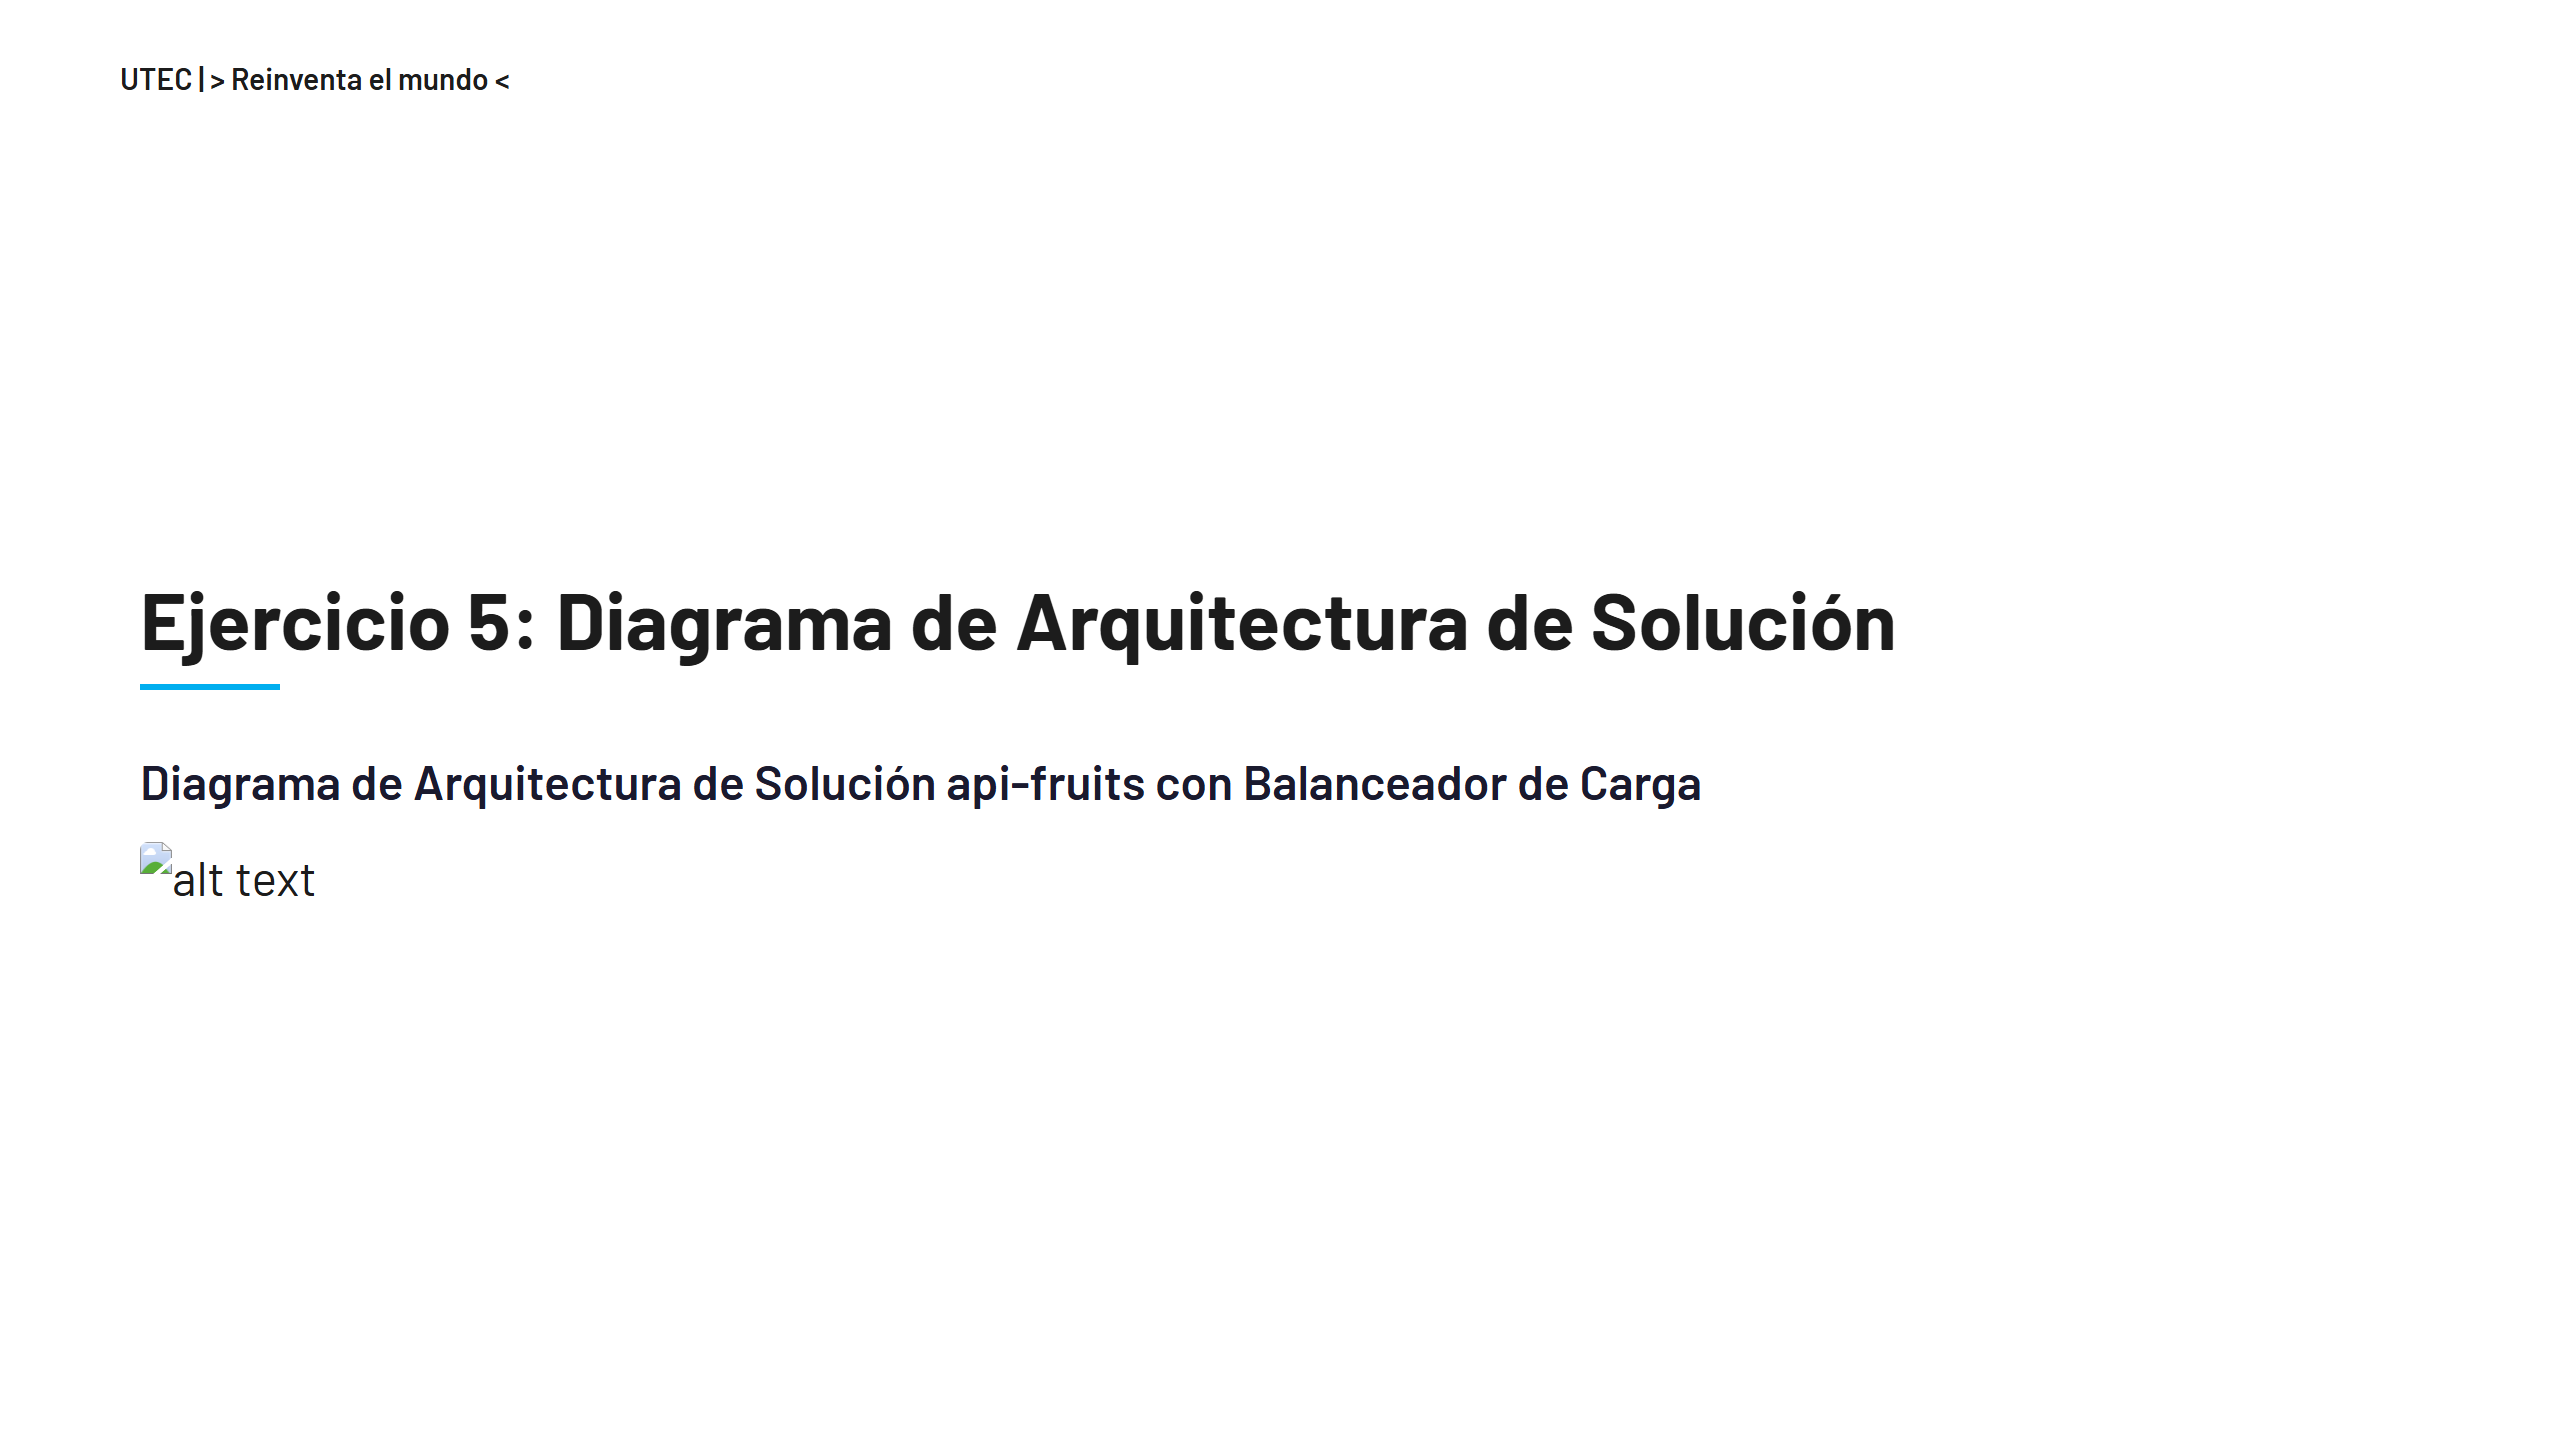 UTEC | > Reinventa el mundo <
Ejercicio 5: Diagrama de Arquitectura de Solución
Diagrama de Arquitectura de Solución api-fruits con Balanceador de Carga
alt text